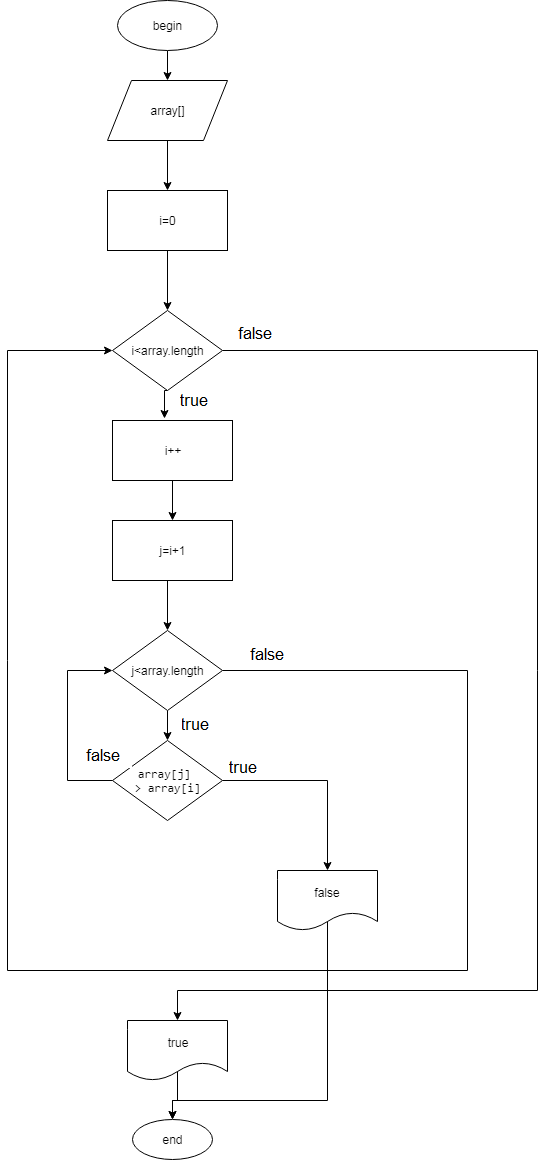 begin
array[]
i=0
false
i<array.length
true
i++
j=i+1
false
j<array.length
true
false
true
array[j]
> array[i]
false
true
end